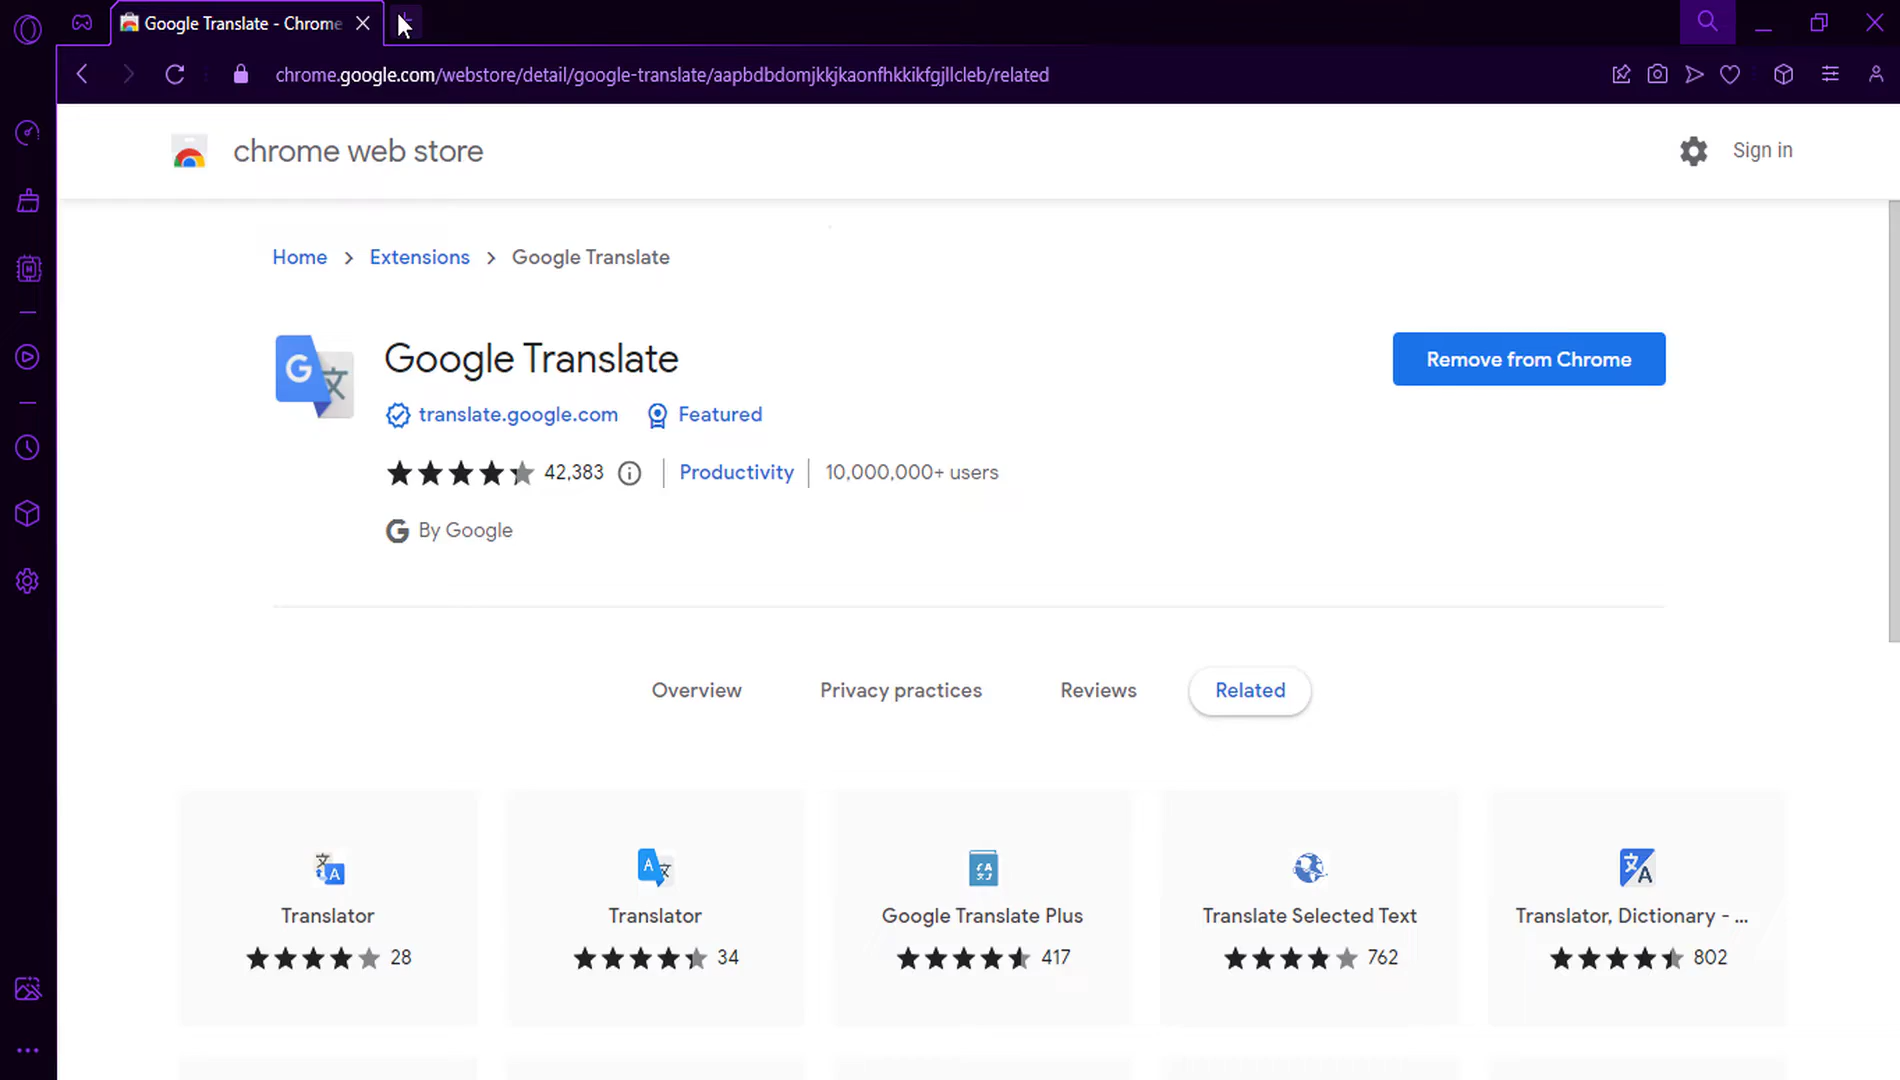 Google Translate - Chrome
chrome.google.com/webstore/detail/google-translate/aapbdbdomjkkjkaonfhkkikfgjllcleb/related
chrome web store
Sign in
Home > Extensions > Google Translate
Google Translate
Remove from Chrome
translate.google.com Featured
42,383 Productivity 10,000,000+ users
By Google
Overview Privacy practices Reviews Related
Translator Translator Google Translate Plus Translate Selected Text Translator, Dictionary - ...
28 34 417 762 802